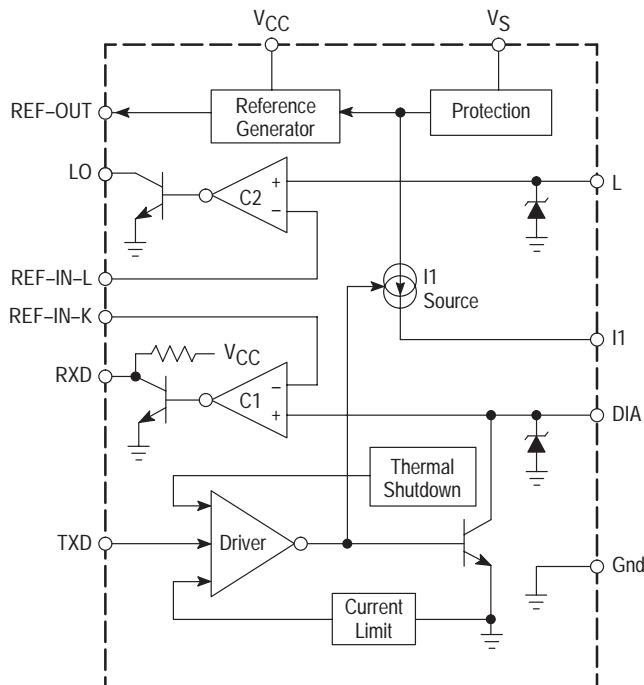 VCC
VS
REF–OUT
Reference
Generator
Protection
LO
+
C2
–
L
REF–IN–L
I1
Source
REF–IN–K
I1
VCC
RXD
–
C1
+
DIA
Thermal
Shutdown
TXD
Driver
Gnd
Current
Limit